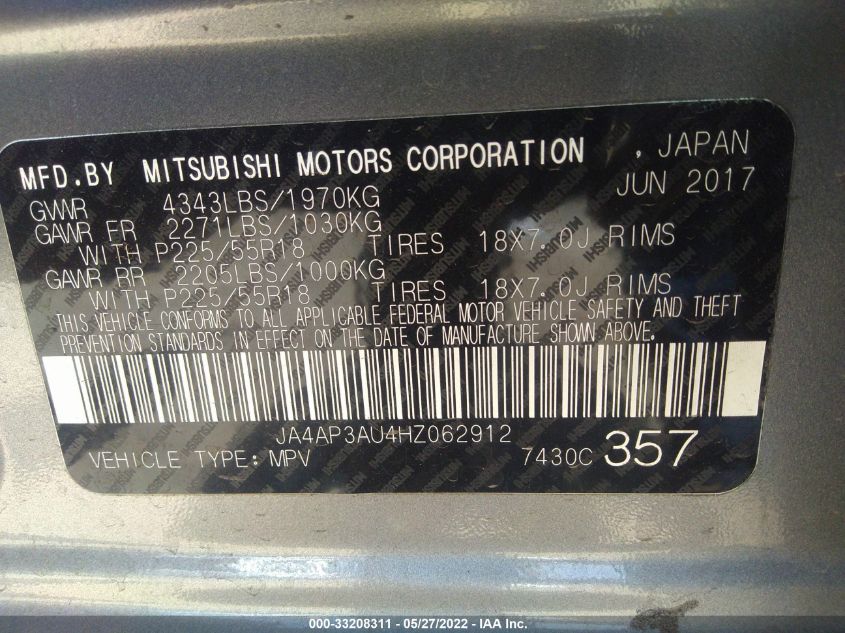 MFD.BY MITSUBISHI MOTORS CORPORATION , JAPAN
GVWR 4343LBS/1970KG JUN 2017
GAWR FR 2271LBS/1030KG
WITH P225/55R18 TIRES 18X7.0J RIMS
GAWR RR 2205LBS/1000KG
WITH P225/55R18 TIRES 18X7.0J RIMS
THIS VEHICLE CONFORMS TO ALL APPLICABLE FEDERAL MOTOR VEHICLE SAFETY AND THEFT
PREVENTION STANDARDS IN EFFECT ON THE DATE OF MANUFACTURE SHOWN ABOVE.
JA4AP3AU4HZ062912
VEHICLE TYPE: MPV 7430C 357
000-33208311 - 05/27/2022 - IAA Inc.